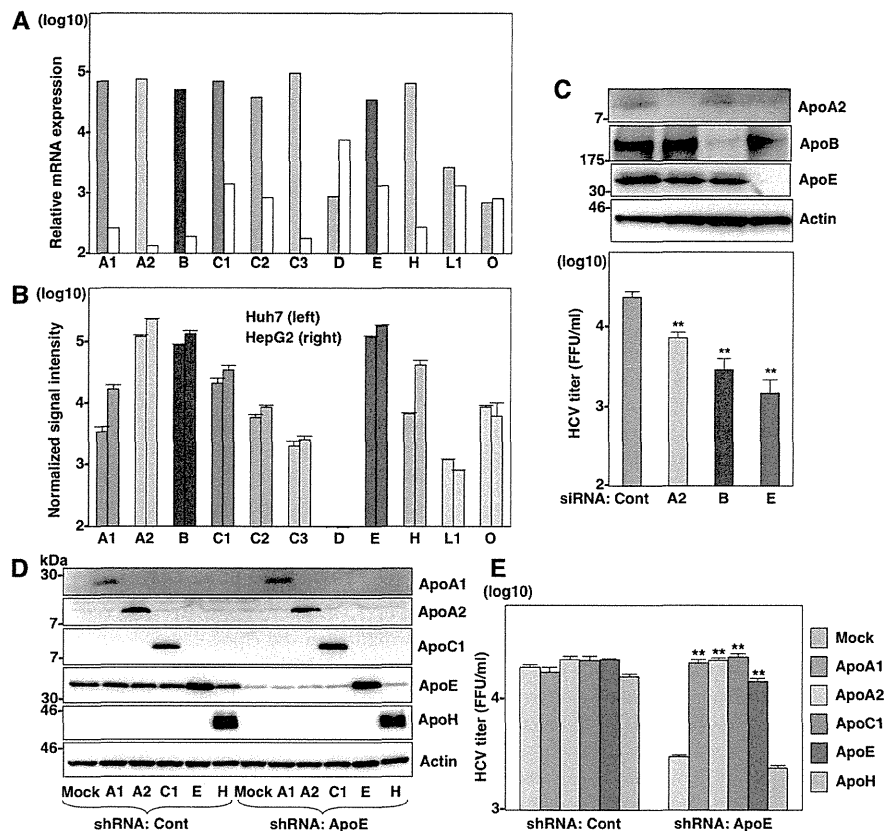 A
(log10)
Relative mRNA expression
5
4
3
2
A1 A2 B C1 C2 C3 D E H L1 O
B
(log10)
Huh7 (left)
HepG2 (right)
Normalized signal intensity
5
4
3
2
A1 A2 B C1 C2 C3 D E H L1 O
C
7
ApoA2
ApoB
175
ApoE
30
46
Actin
(log10)
HCV titer (FFU/ml)
4
3
2
** ** **
siRNA: Cont A2 B E
D
kDa
30
ApoA1
ApoA2
7
ApoC1
7
ApoE
30
46
ApoH
46
Actin
Mock A1 A2 C1 E H Mock A1 A2 C1 E H
shRNA: Cont shRNA: ApoE
E
(log10)
HCV titer (FFU/ml)
4
3
** ** ** **
shRNA: Cont shRNA: ApoE
Mock
ApoA1
ApoA2
ApoC1
ApoE
ApoH